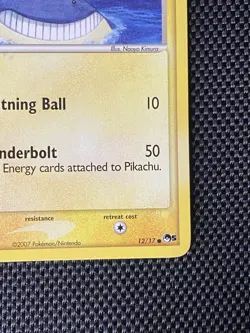 Illus. Naoyo Kimura
tning Ball 10
nderbolt 50
Energy cards attached to Pikachu.
resistance retreat cost
©2007 Pokémon/Nintendo 12/17